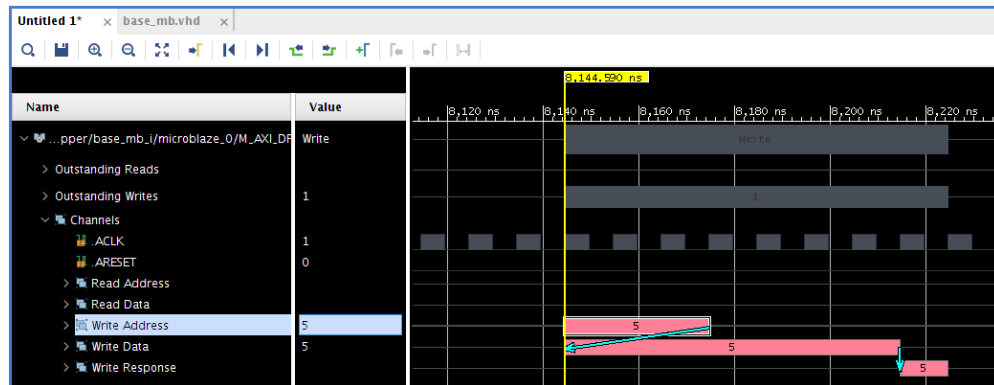 Untitled 1* × base_mb.vhd ×
8,144.590 ns
Name Value
8,120 ns 8,140 ns 8,160 ns 8,180 ns 8,200 ns 8,220 ns
...pper/base_mb_i/microblaze_0/M_AXI_DP Write Write
Outstanding Reads
Outstanding Writes 1 1
Channels
.ACLK 1
.ARESET 0
Read Address
Read Data
Write Address 5 5
Write Data 5 5
Write Response 5